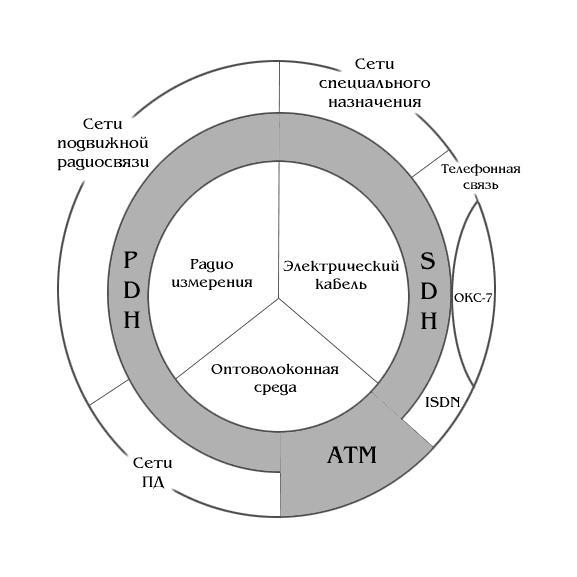 Сети
специального
назначения
Сети
подвижной
радиосвязи
Телефонная
связь
P
D
H
Радио
измерения
Электрический
кабель
S
D
H
ОКС-7
Оптоволоконная
среда
ISDN
ATM
Сети
ПД